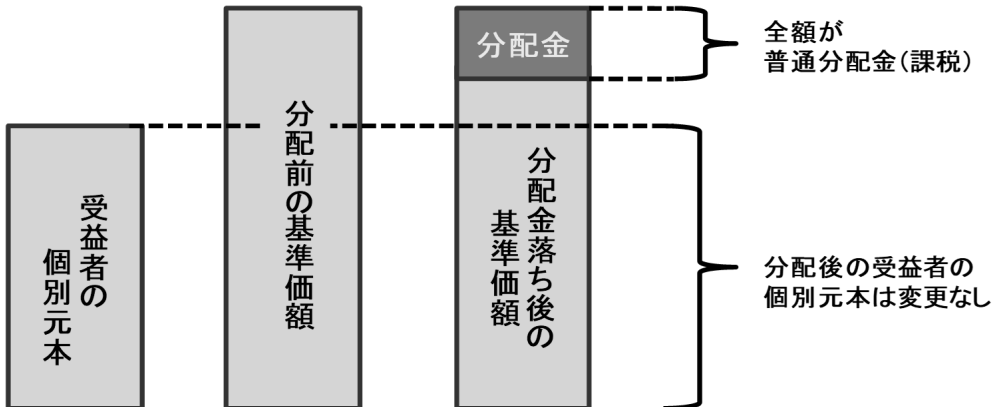 受益者の
個別元本
分配前の基準価額
分配金
分配金落ち後の
基準価額
全額が
普通分配金(課税)
分配後の受益者の
個別元本は変更なし